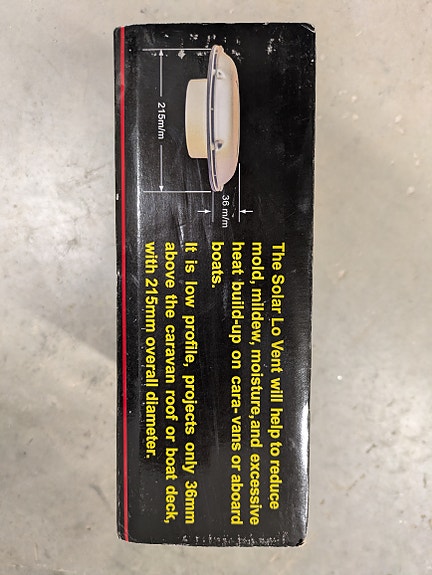 215m/m
36 m/m
The Solar Lo Vent will help to reduce
mold, mildew, moisture,and excessive
heat build-up on cara- vans or aboard
boats.
It is low profile, projects only 36mm
above the caravan roof or boat deck,
with 215mm overall diameter.